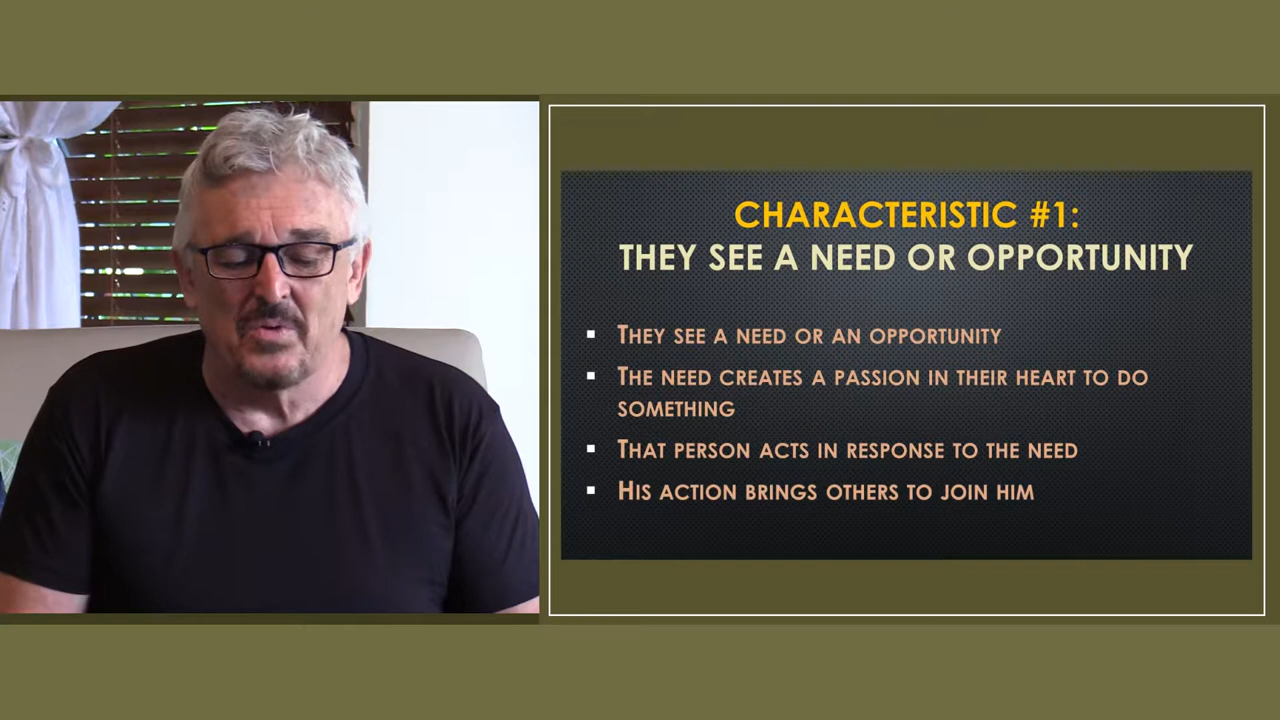 CHARACTERISTIC #1:
THEY SEE A NEED OR OPPORTUNITY
▪ THEY SEE A NEED OR AN OPPORTUNITY
▪ THE NEED CREATES A PASSION IN THEIR HEART TO DO
SOMETHING
▪ THAT PERSON ACTS IN RESPONSE TO THE NEED
▪ HIS ACTION BRINGS OTHERS TO JOIN HIM